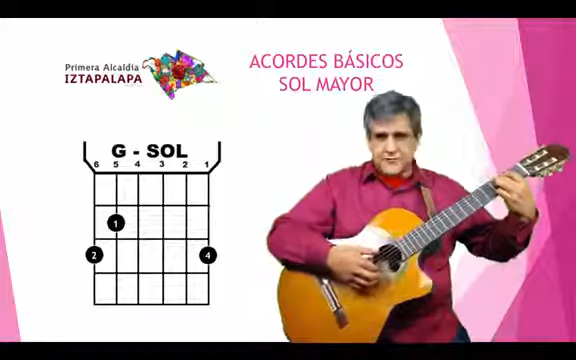 Primera Alcaldía
IZTAPALAPA
ACORDES BÁSICOS
SOL MAYOR
G - SOL
6 5 4 3 2 1
1
2 4